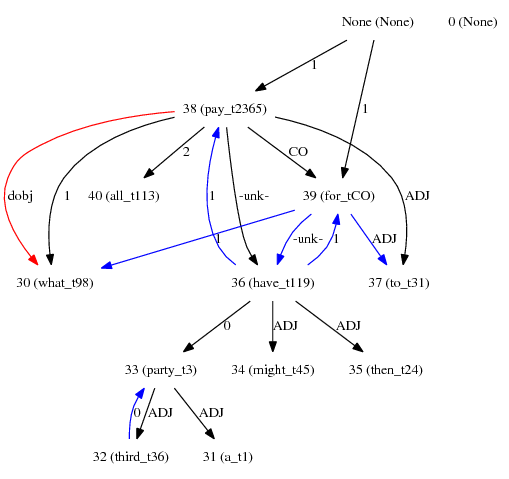 None (None) 0 (None)
1
38 (pay_t2365)
1
2 CO
dobj 1 40 (all_t113) 1 -unk- 39 (for_tCO) ADJ
1 -unk- 1 ADJ
30 (what_t98) 36 (have_t119) 37 (to_t31)
0 ADJ ADJ
33 (party_t3) 34 (might_t45) 35 (then_t24)
0 ADJ ADJ
32 (third_t36) 31 (a_t1)